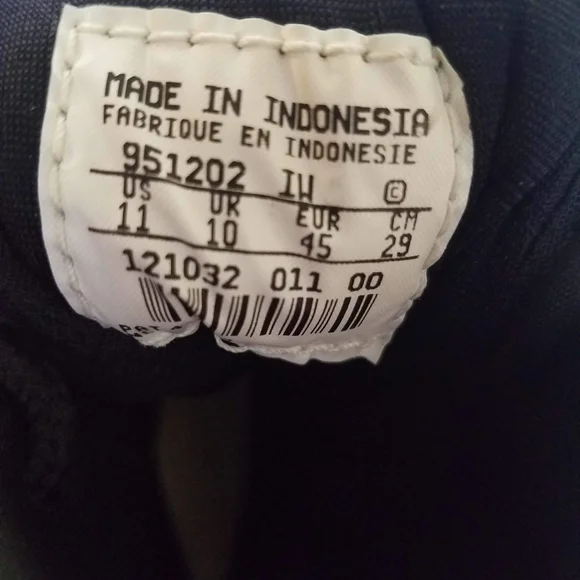 MADE IN INDONESIA
FABRIQUE EN INDONESIE
951202 IW ©
US UK EUR CM
11 10 45 29
121032 011 00